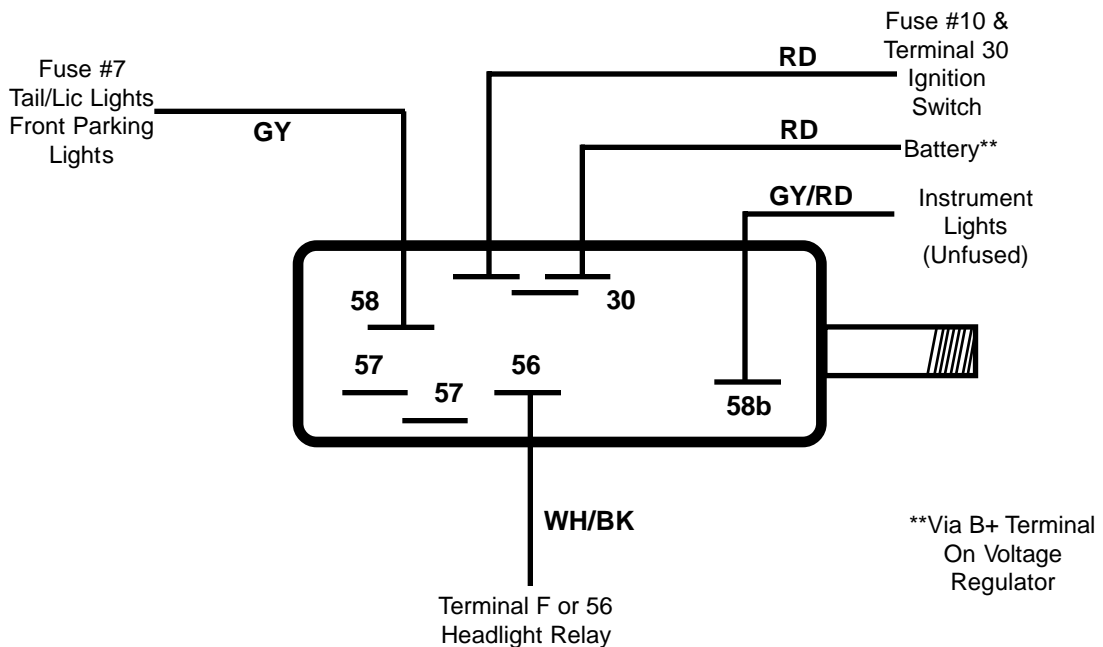 Fuse #7
Tail/Lic Lights
Front Parking
Lights
GY
RD
Fuse #10 &
Terminal 30
Ignition
Switch
RD
Battery**
GY/RD
Instrument
Lights
(Unfused)
58
30
57
57
56
58b
WH/BK
Terminal F or 56
Headlight Relay
**Via B+ Terminal
On Voltage
Regulator